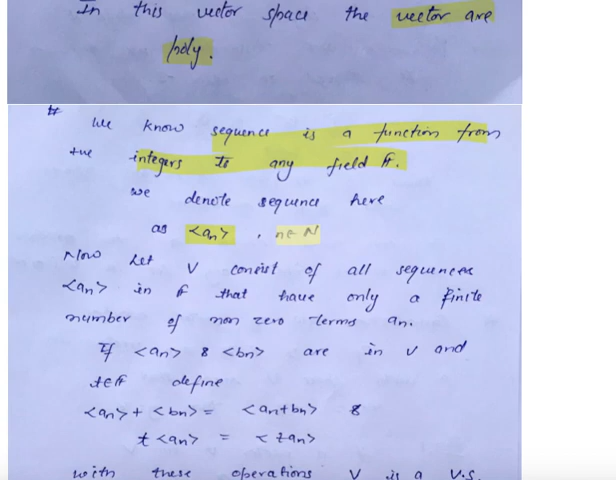 In this vector space the vector are
poly.
# We know sequence is a function from
+ve integers to any field F.
we denote sequence here
as <an> , n∈N
Now Let V consist of all sequences
<an> in F that have only a finite
number of non zero terms an.
If <an> & <bn> are in V and
t∈F define
<an> + <bn> = <an+bn> &
t <an> = <tan>
with these operations V is a V.S.